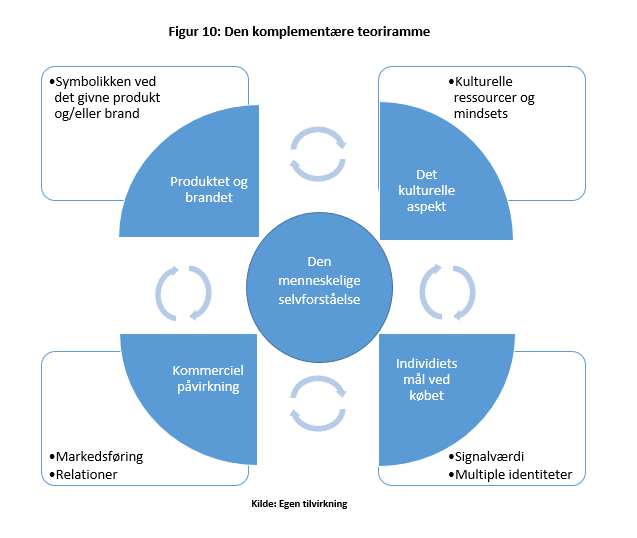 Figur 10: Den komplementære teoriramme
•Symbolikken ved
det givne produkt
og/eller brand
•Kulturelle
ressourcer og
mindsets
Produktet og
brandet
Det
kulturelle
aspekt
Den
menneskelige
selvforståelse
Kommerciel
påvirkning
Individiets
mål ved
købet
•Markedsføring
•Relationer
•Signalværdi
•Multiple identiteter
Kilde: Egen tilvirkning